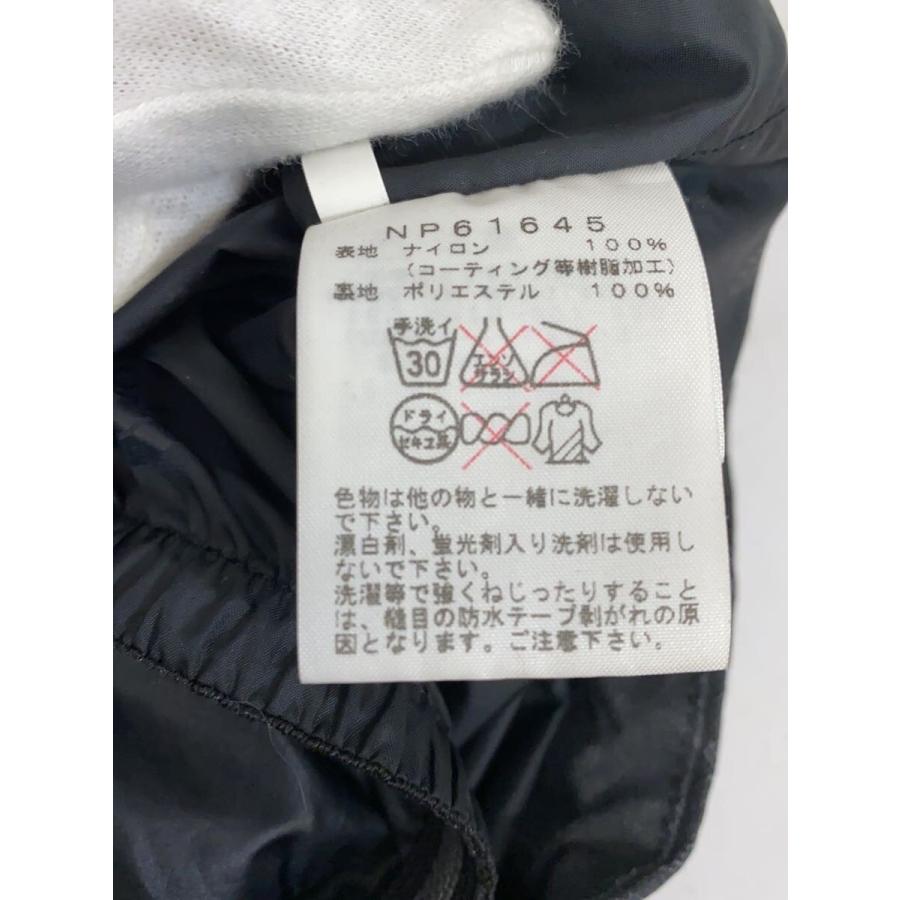 NP61645
表地 ナイロン 100%
(コーティング等樹脂加工)
裏地 ポリエステル 100%
手洗イ
30
エンソ
サラシ
ドライ
セキユ系
色物は他の物と一緒に洗濯しない
で下さい。
漂白剤、蛍光剤入り洗剤は使用し
ないで下さい。
洗濯等で強くねじったりすること
は、縫目の防水テープ剥がれの原
因となります。ご注意下さい。